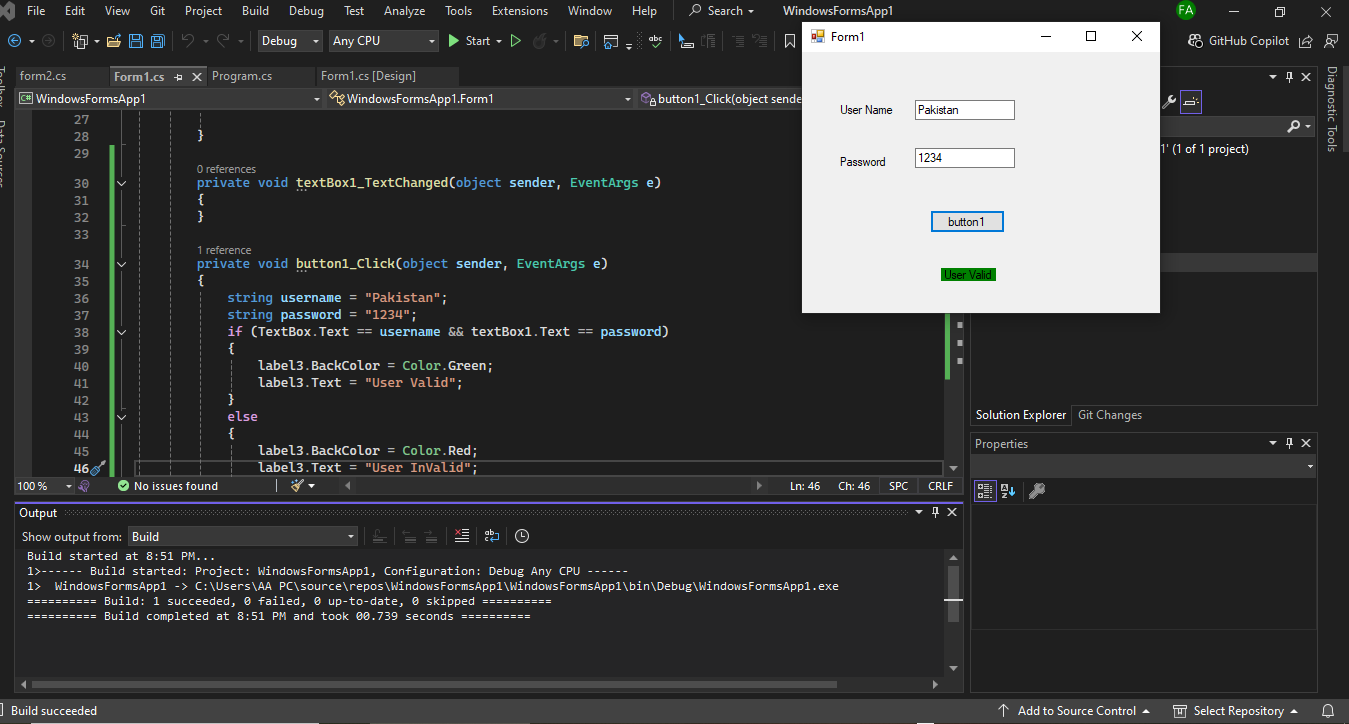 File Edit View Git Project Build Debug Test Analyze Tools Extensions Window Help Search WindowsFormsApp1 FA
Debug Any CPU Start GitHub Copilot
form2.cs Form1.cs Program.cs Form1.cs [Design]
WindowsFormsApp1 WindowsFormsApp1.Form1 button1_Click(object sende
27
28 }
29
0 references
30 private void textBox1_TextChanged(object sender, EventArgs e)
31 {
32 }
33
1 reference
34 private void button1_Click(object sender, EventArgs e)
35 {
36 string username = "Pakistan";
37 string password = "1234";
38 if (TextBox.Text == username && textBox1.Text == password)
39 {
40 label3.BackColor = Color.Green;
41 label3.Text = "User Valid";
42 }
43 else
44 {
45 label3.BackColor = Color.Red;
46 label3.Text = "User InValid";
100 % No issues found Ln: 46 Ch: 46 SPC CRLF
Form1
User Name Pakistan
Password 1234
button1
User Valid
1' (1 of 1 project)
Diagnostic Tools
Solution Explorer Git Changes
Properties
Output
Show output from: Build
Build started at 8:51 PM...
1>------ Build started: Project: WindowsFormsApp1, Configuration: Debug Any CPU ------
1>  WindowsFormsApp1 -> C:\Users\AA PC\source\repos\WindowsFormsApp1\WindowsFormsApp1\bin\Debug\WindowsFormsApp1.exe
========== Build: 1 succeeded, 0 failed, 0 up-to-date, 0 skipped ==========
========== Build completed at 8:51 PM and took 00.739 seconds ==========
Build succeeded Add to Source Control Select Repository